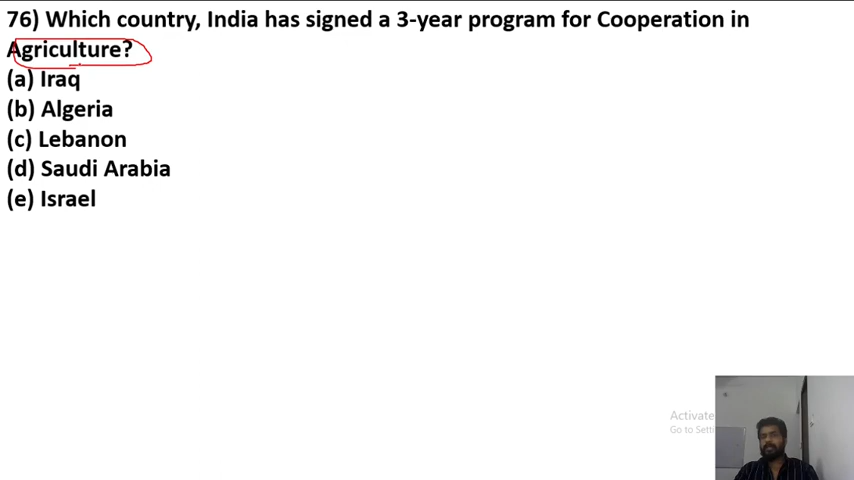 76) Which country, India has signed a 3-year program for Cooperation in
Agriculture?
(a) Iraq
(b) Algeria
(c) Lebanon
(d) Saudi Arabia
(e) Israel
Activate
Go to Setti